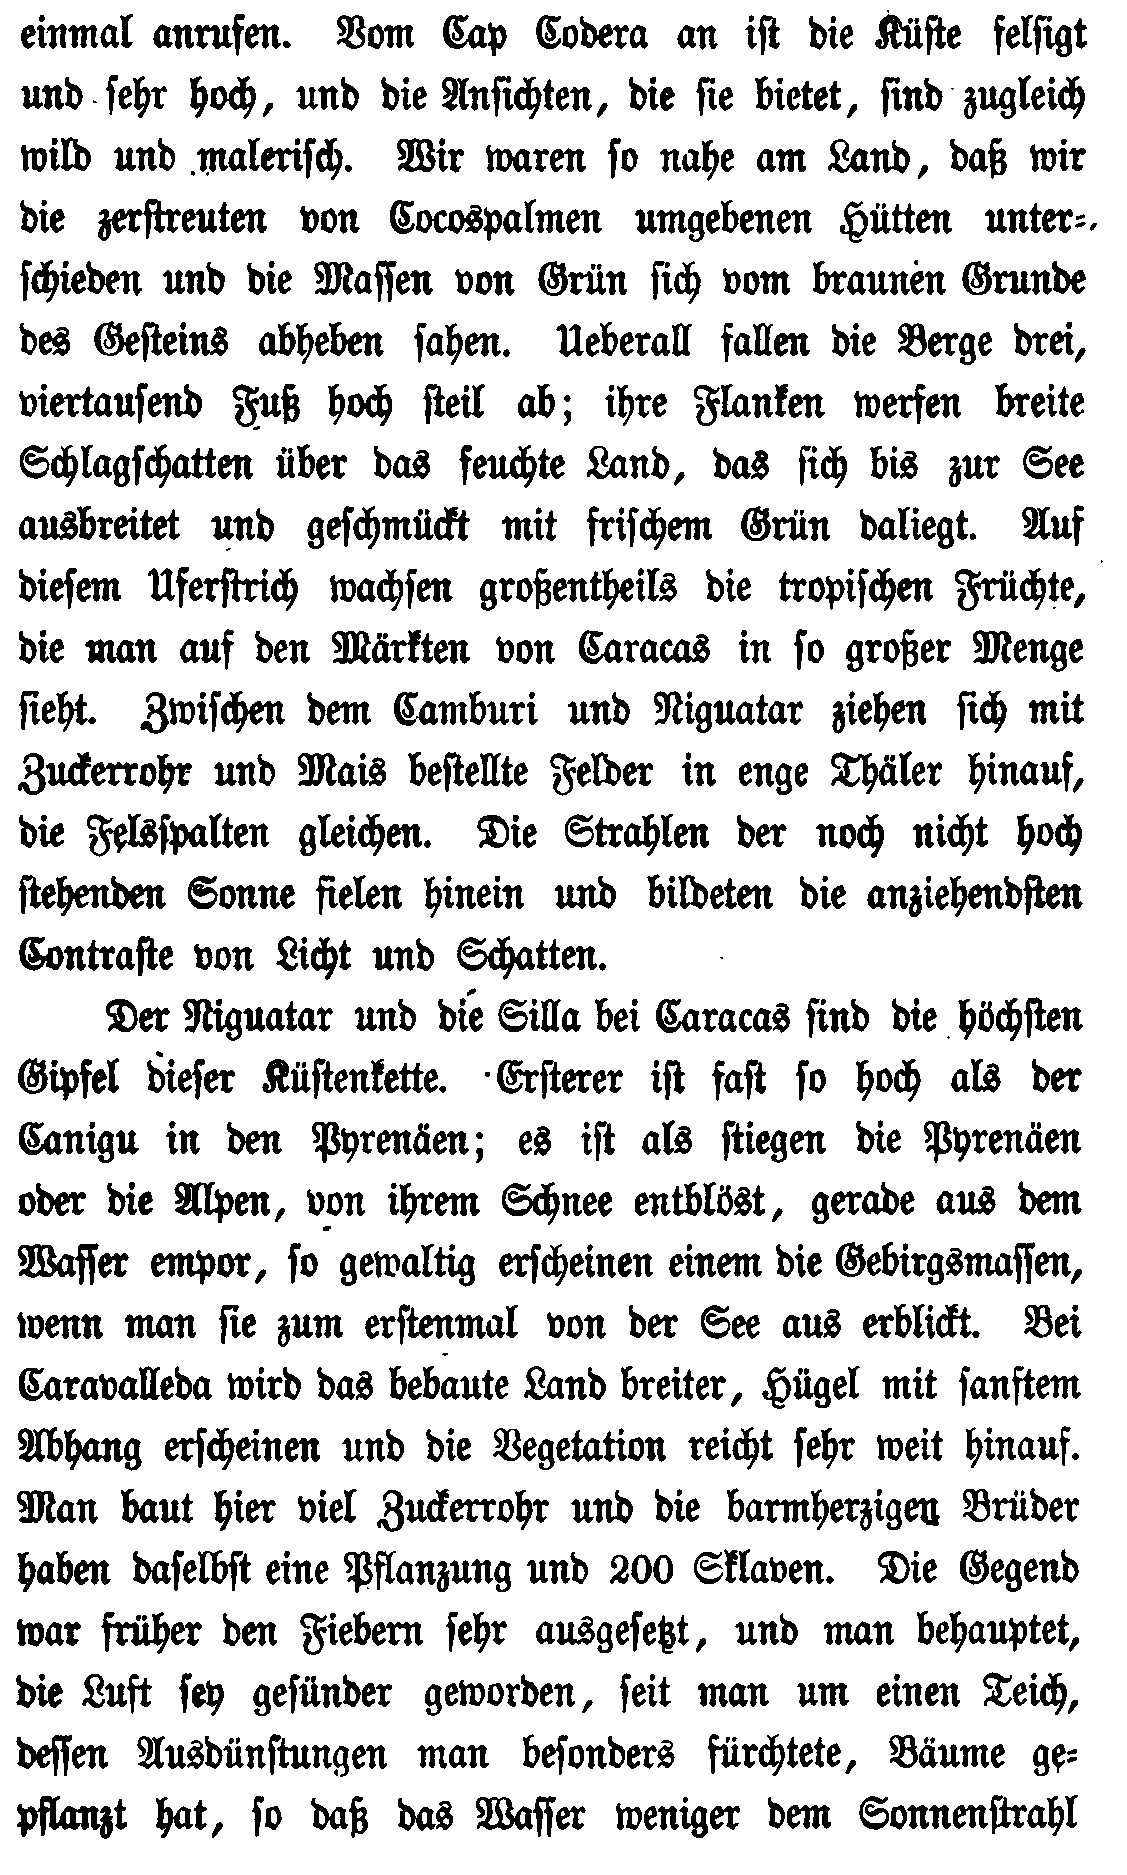 einmal anrufen. Vom Cap Codera an ist die Küste felsigt
und sehr hoch, und die Ansichten, die sie bietet, sind zugleich
wild und malerisch. Wir waren so nahe am Land, daß wir
die zerstreuten von Cocospalmen umgebenen Hütten unter-
schieden und die Massen von Grün sich vom braunen Grunde
des Gesteins abheben sahen. Ueberall fallen die Berge drei,
viertausend Fuß hoch steil ab; ihre Flanken werfen breite
Schlagschatten über das feuchte Land, das sich bis zur See
ausbreitet und geschmückt mit frischem Grün daliegt. Auf
diesem Uferstrich wachsen großentheils die tropischen Früchte,
die man auf den Märkten von Caracas in so großer Menge
sieht. Zwischen dem Camburi und Niguatar ziehen sich mit
Zuckerrohr und Mais bestellte Felder in enge Thäler hinauf,
die Felsspalten gleichen. Die Strahlen der noch nicht hoch
stehenden Sonne fielen hinein und bildeten die anziehendsten
Contraste von Licht und Schatten.
Der Niguatar und die Silla bei Caracas sind die höchsten
Gipfel dieser Küstenkette. Ersterer ist fast so hoch als der
Canigu in den Pyrenäen; es ist als stiegen die Pyrenäen
oder die Alpen, von ihrem Schnee entblöst, gerade aus dem
Wasser empor, so gewaltig erscheinen einem die Gebirgsmassen,
wenn man sie zum erstenmal von der See aus erblickt. Bei
Caravalleda wird das bebaute Land breiter, Hügel mit sanftem
Abhang erscheinen und die Vegetation reicht sehr weit hinauf.
Man baut hier viel Zuckerrohr und die barmherzigen Brüder
haben daselbst eine Pflanzung und 200 Sklaven. Die Gegend
war früher den Fiebern sehr ausgesetzt, und man behauptet,
die Luft sey gesünder geworden, seit man um einen Teich,
dessen Ausdünstungen man besonders fürchtete, Bäume ge-
pflanzt hat, so daß das Wasser weniger dem Sonnenstrahl